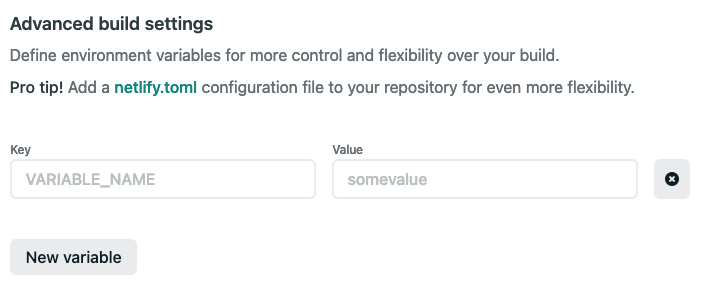 Advanced build settings
Define environment variables for more control and flexibility over your build.
Pro tip! Add a netlify.toml configuration file to your repository for even more flexibility.
Key
Value
VARIABLE_NAME
somevalue
New variable